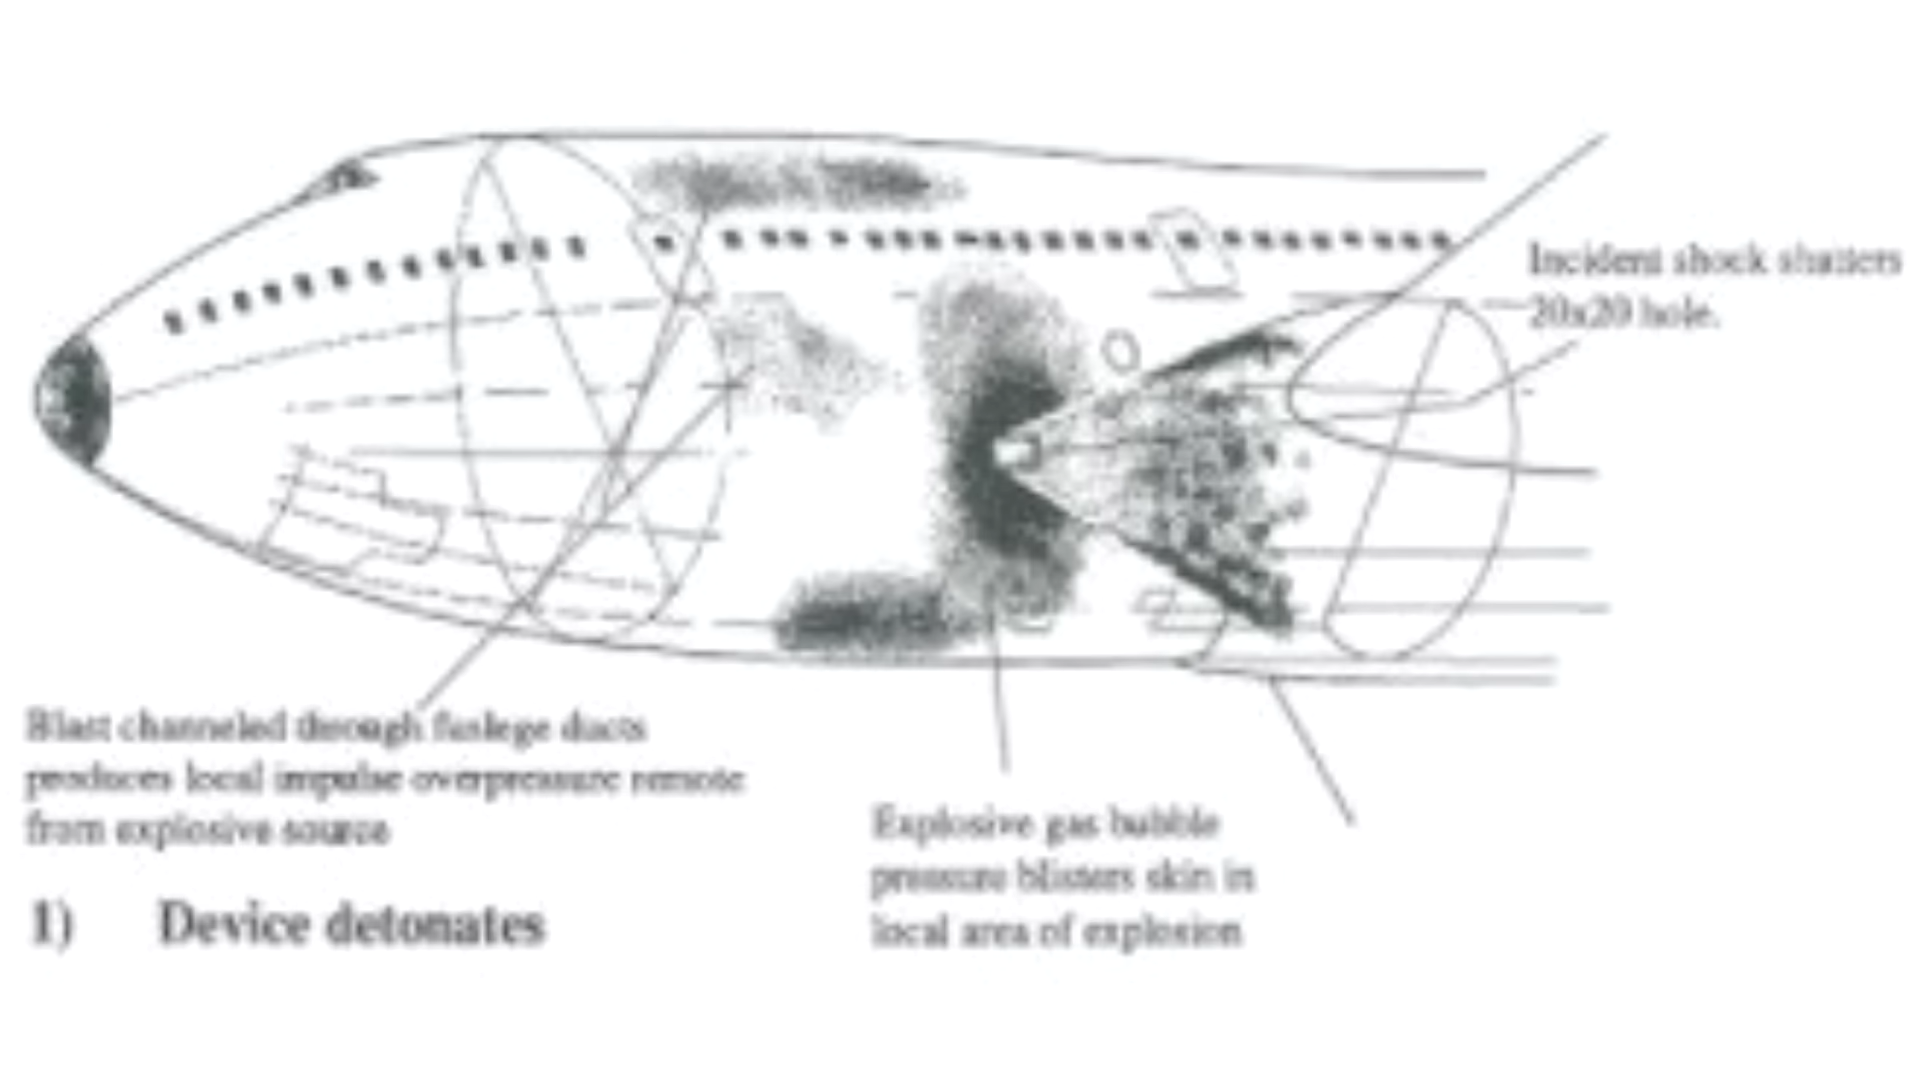 Incident shock shatters
20x20 hole.
Blast channeled through fuslege ducts
produces local impulse overpressure remote
from explosive source
Explosive gas bubble
pressure blisters skin in
local area of explosion
1) Device detonates